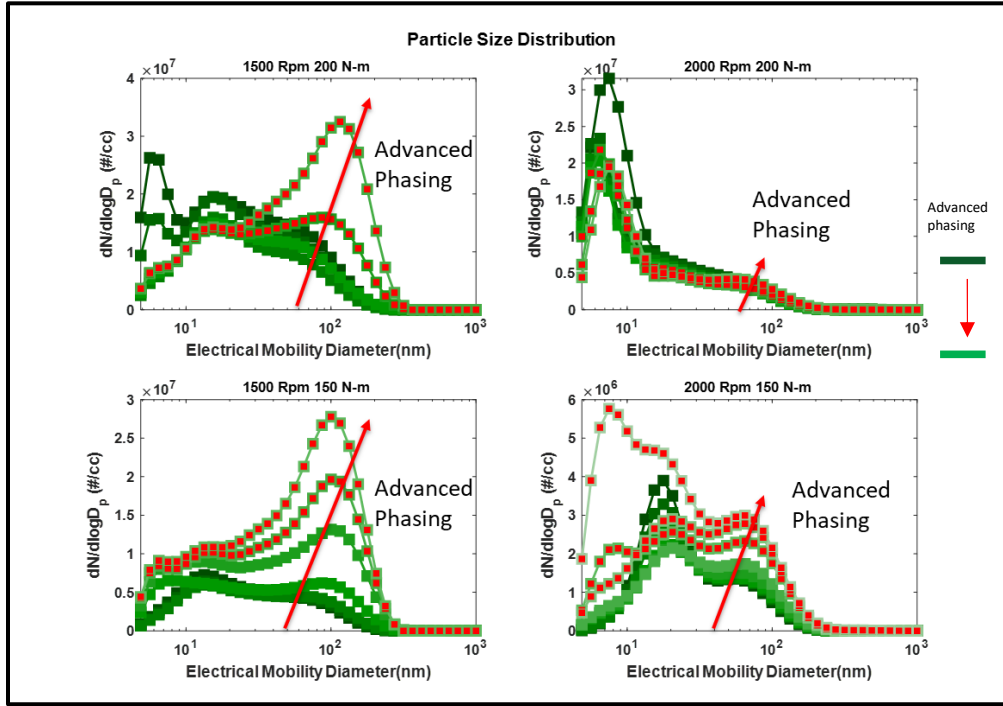 Particle Size Distribution
1500 Rpm 200 N-m
×10⁷
4
3
2
1
0
dN/dlogDₚ (#/cc)
10¹
10²
10³
Electrical Mobility Diameter(nm)
Advanced
Phasing
2000 Rpm 200 N-m
×10⁷
3
2.5
2
1.5
1
0.5
0
dN/dlogDₚ (#/cc)
10¹
10²
10³
Electrical Mobility Diameter(nm)
Advanced
Phasing
Advanced
phasing
1500 Rpm 150 N-m
×10⁷
3
2.5
2
1.5
1
0.5
0
dN/dlogDₚ (#/cc)
10¹
10²
10³
Electrical Mobility Diameter(nm)
Advanced
Phasing
2000 Rpm 150 N-m
×10⁶
6
5
4
3
2
1
0
dN/dlogDₚ (#/cc)
10¹
10²
10³
Electrical Mobility Diameter(nm)
Advanced
Phasing